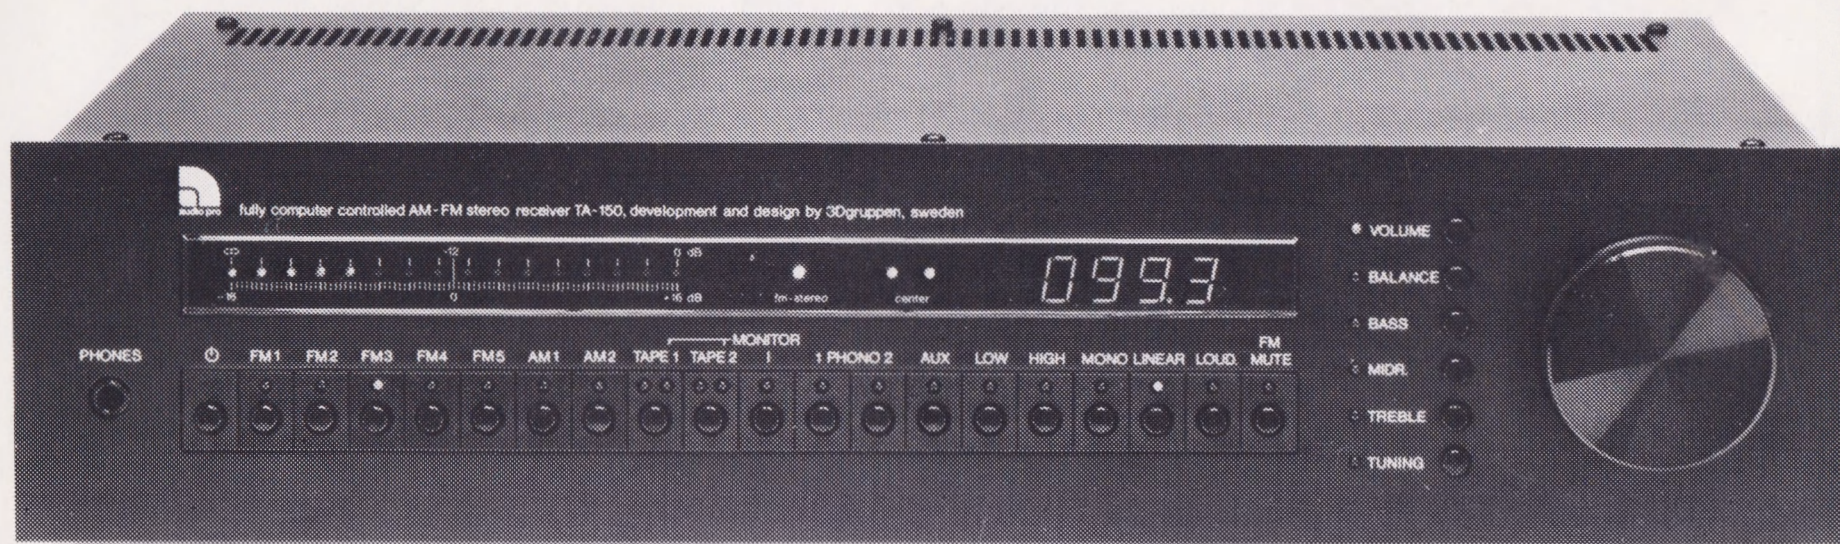 audio pro
fully computer controlled AM-FM stereo receiver TA-150, development and design by 3Dgruppen, sweden
-12 0 dB
-16 0 +16 dB
fm-stereo center
099.3
MONITOR
PHONES FM1 FM2 FM3 FM4 FM5 AM1 AM2 TAPE 1 TAPE 2 I 1 PHONO 2 AUX LOW HIGH MONO LINEAR LOUD. FM MUTE
VOLUME
BALANCE
BASS
MIDR.
TREBLE
TUNING